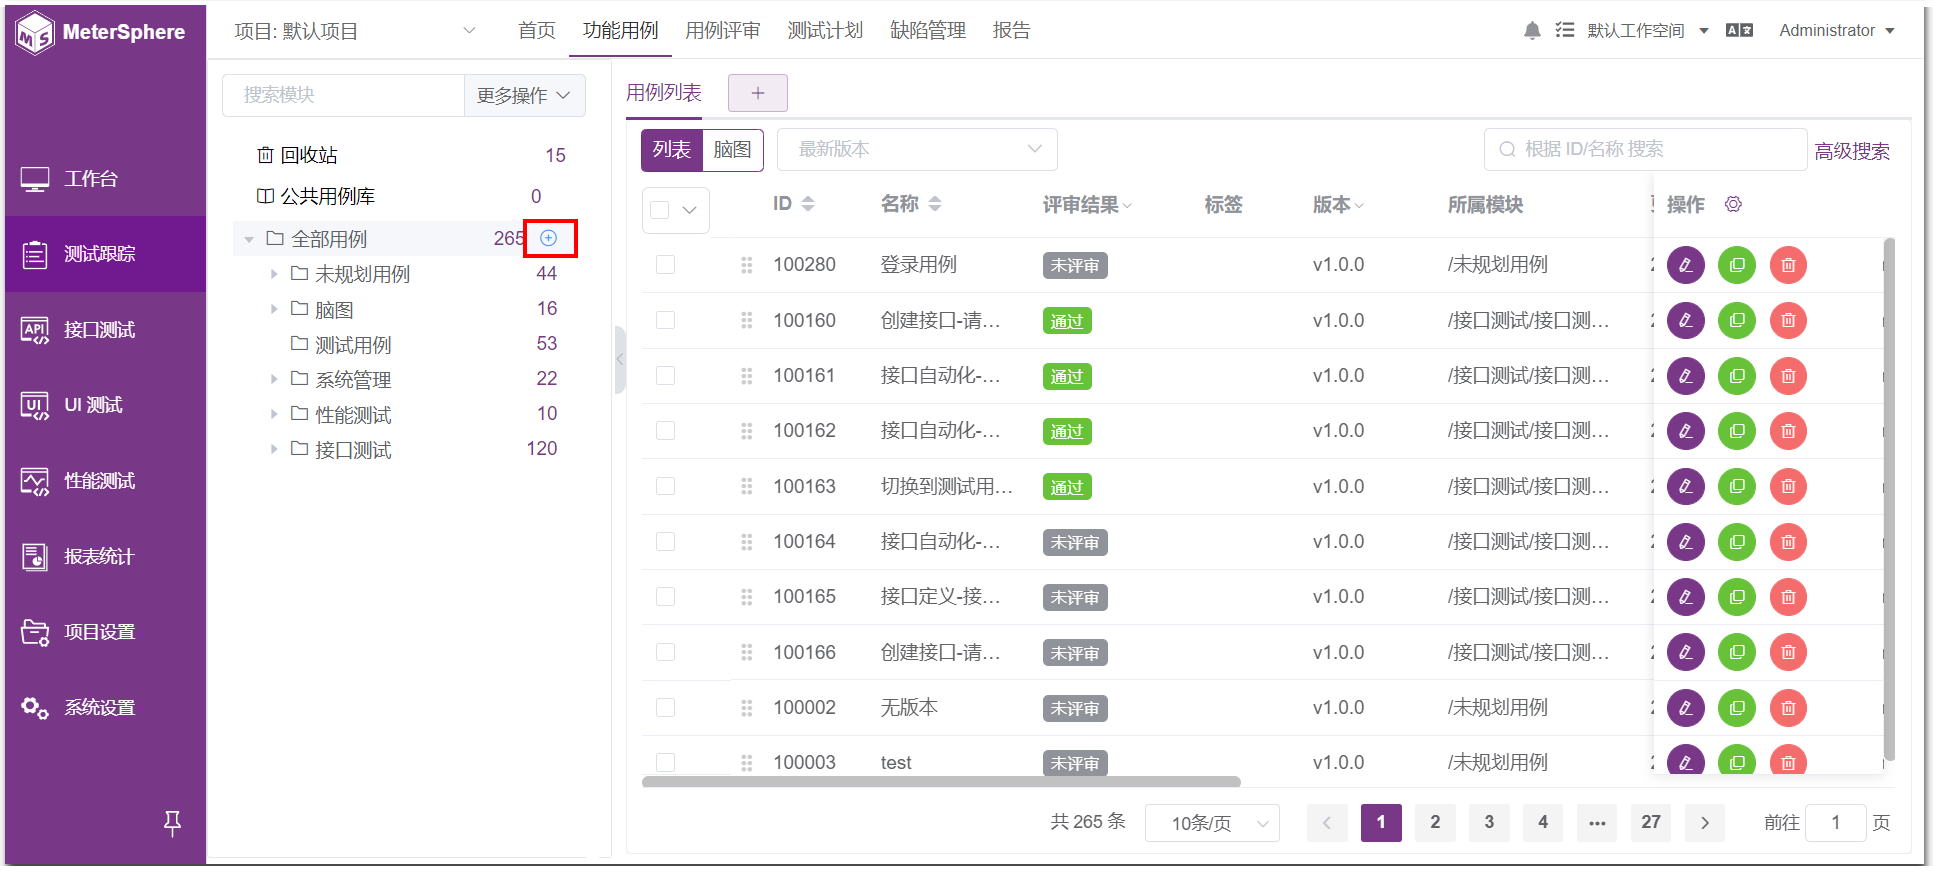 MeterSphere
项目: 默认项目
首页 功能用例 用例评审 测试计划 缺陷管理 报告
默认工作空间
Administrator
工作台
测试跟踪
API 接口测试
UI UI 测试
性能测试
报表统计
项目设置
系统设置
搜索模块 更多操作
回收站 15
公共用例库 0
全部用例 265
未规划用例 44
脑图 16
测试用例 53
系统管理 22
性能测试 10
接口测试 120
用例列表 +
列表 脑图 最新版本 根据 ID/名称 搜索 高级搜索
ID 名称 评审结果 标签 版本 所属模块 操作
100280 登录用例 未评审 v1.0.0 /未规划用例
100160 创建接口-请... 通过 v1.0.0 /接口测试/接口测...
100161 接口自动化-... 通过 v1.0.0 /接口测试/接口测...
100162 接口自动化-... 通过 v1.0.0 /接口测试/接口测...
100163 切换到测试用... 通过 v1.0.0 /接口测试/接口测...
100164 接口自动化-... 未评审 v1.0.0 /接口测试/接口测...
100165 接口定义-接... 未评审 v1.0.0 /接口测试/接口测...
100166 创建接口-请... 未评审 v1.0.0 /接口测试/接口测...
100002 无版本 未评审 v1.0.0 /未规划用例
100003 test 未评审 v1.0.0 /未规划用例
共 265 条 10条/页 1 2 3 4 ... 27 前往 1 页